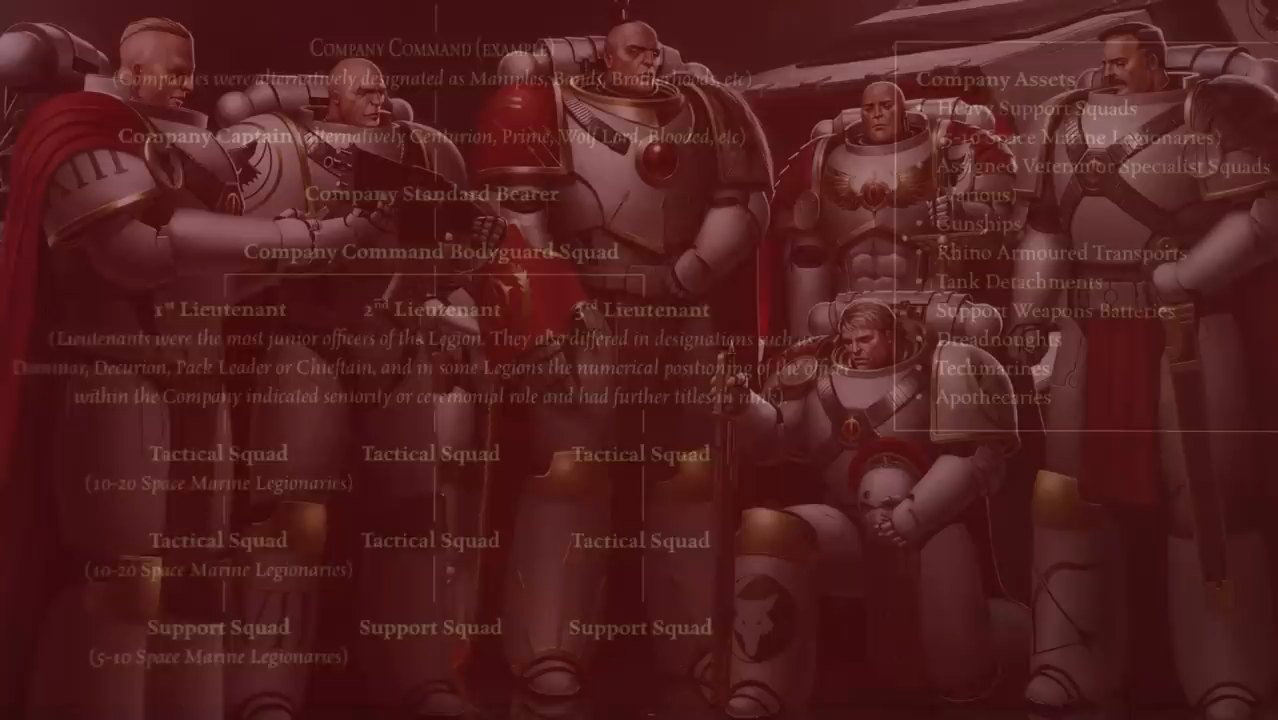 Company Command (example)
(Companies were alternatively designated as Maniples, Bands, Brotherhoods, etc)
Company Captain (alternatively Centurion, Prime, Wolf Lord, Blooded, etc)
Company Standard Bearer
Company Command Bodyguard Squad
1st Lieutenant 2nd Lieutenant 3rd Lieutenant
(Lieutenants were the most junior officers of the Legion. They also differed in designations such as
Decurion, Pack Leader or Chieftain, and in some Legions the numerical positioning of the officer
within the Company indicated seniority or ceremonial role and had further titles in rank)
Tactical Squad Tactical Squad Tactical Squad
(10-20 Space Marine Legionaries)
Tactical Squad Tactical Squad Tactical Squad
(10-20 Space Marine Legionaries)
Support Squad Support Squad Support Squad
(5-10 Space Marine Legionaries)
Company Assets
Heavy Support Squads
Space Marine Legionaries)
Assigned Veteran or Specialist Squads
(various)
Gunships
Rhino Armoured Transports
Tank Detachments
Support Weapons Batteries
Dreadnoughts
Techmarines
Apothecaries
XIII